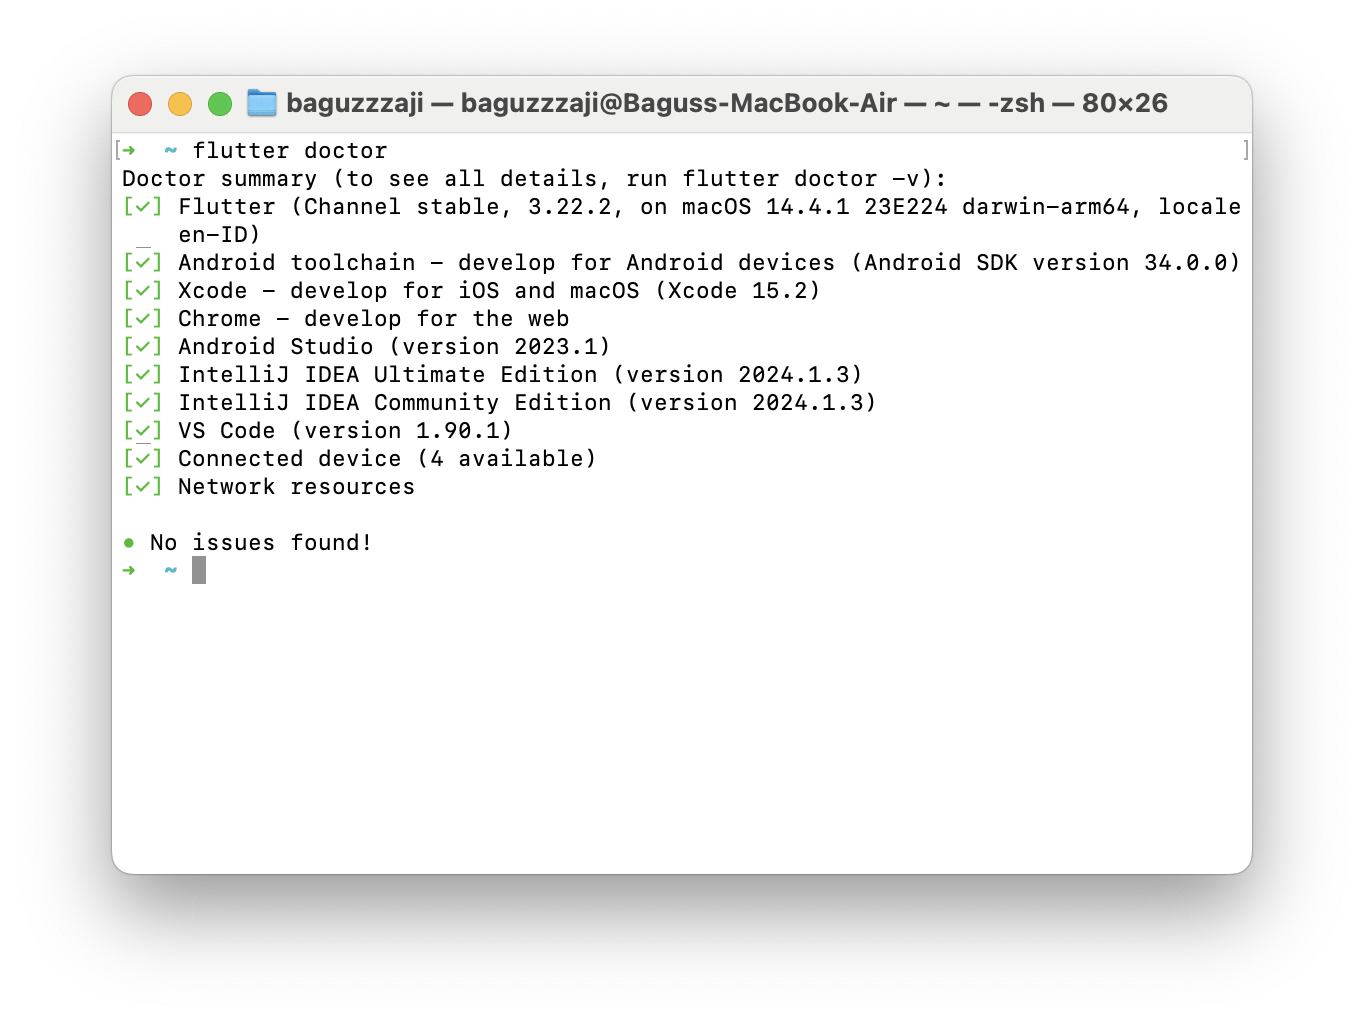 baguzzzaji — baguzzzaji@Baguss-MacBook-Air — ~ — -zsh — 80×26
[➜  ~ flutter doctor ]
Doctor summary (to see all details, run flutter doctor -v):
[✓] Flutter (Channel stable, 3.22.2, on macOS 14.4.1 23E224 darwin-arm64, locale
en-ID)
[✓] Android toolchain - develop for Android devices (Android SDK version 34.0.0)
[✓] Xcode - develop for iOS and macOS (Xcode 15.2)
[✓] Chrome - develop for the web
[✓] Android Studio (version 2023.1)
[✓] IntelliJ IDEA Ultimate Edition (version 2024.1.3)
[✓] IntelliJ IDEA Community Edition (version 2024.1.3)
[✓] VS Code (version 1.90.1)
[✓] Connected device (4 available)
[✓] Network resources
• No issues found!
➜  ~